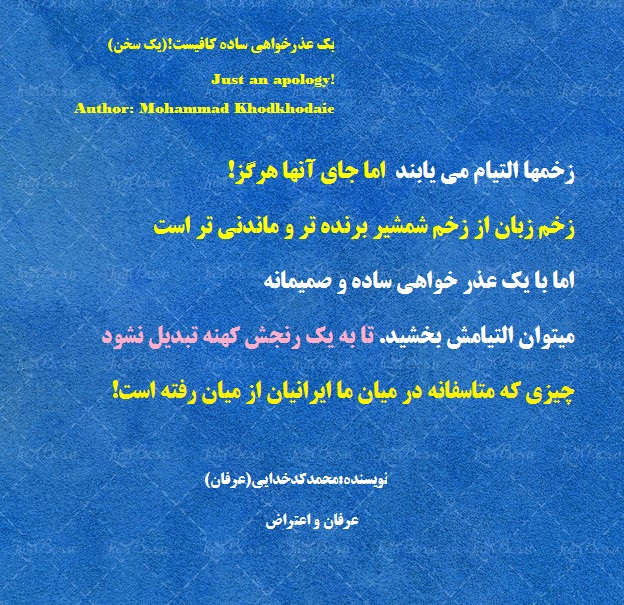 یک عذرخواهی ساده کافیست!(یک سخن)
Just an apology!
Author: Mohammad Khodkhodaie
زخمها التیام می یابند اما جای آنها هرگز!
زخم زبان از زخم شمشیر برنده تر و ماندنی تر است
اما با یک عذر خواهی ساده و صمیمانه
میتوان التیامش بخشید. تا به یک رنجش کهنه تبدیل نشود
چیزی که متاسفانه در میان ما ایرانیان از میان رفته است!
نویسنده:محمدکدخدایی(عرفان)
عرفان و اعتراض